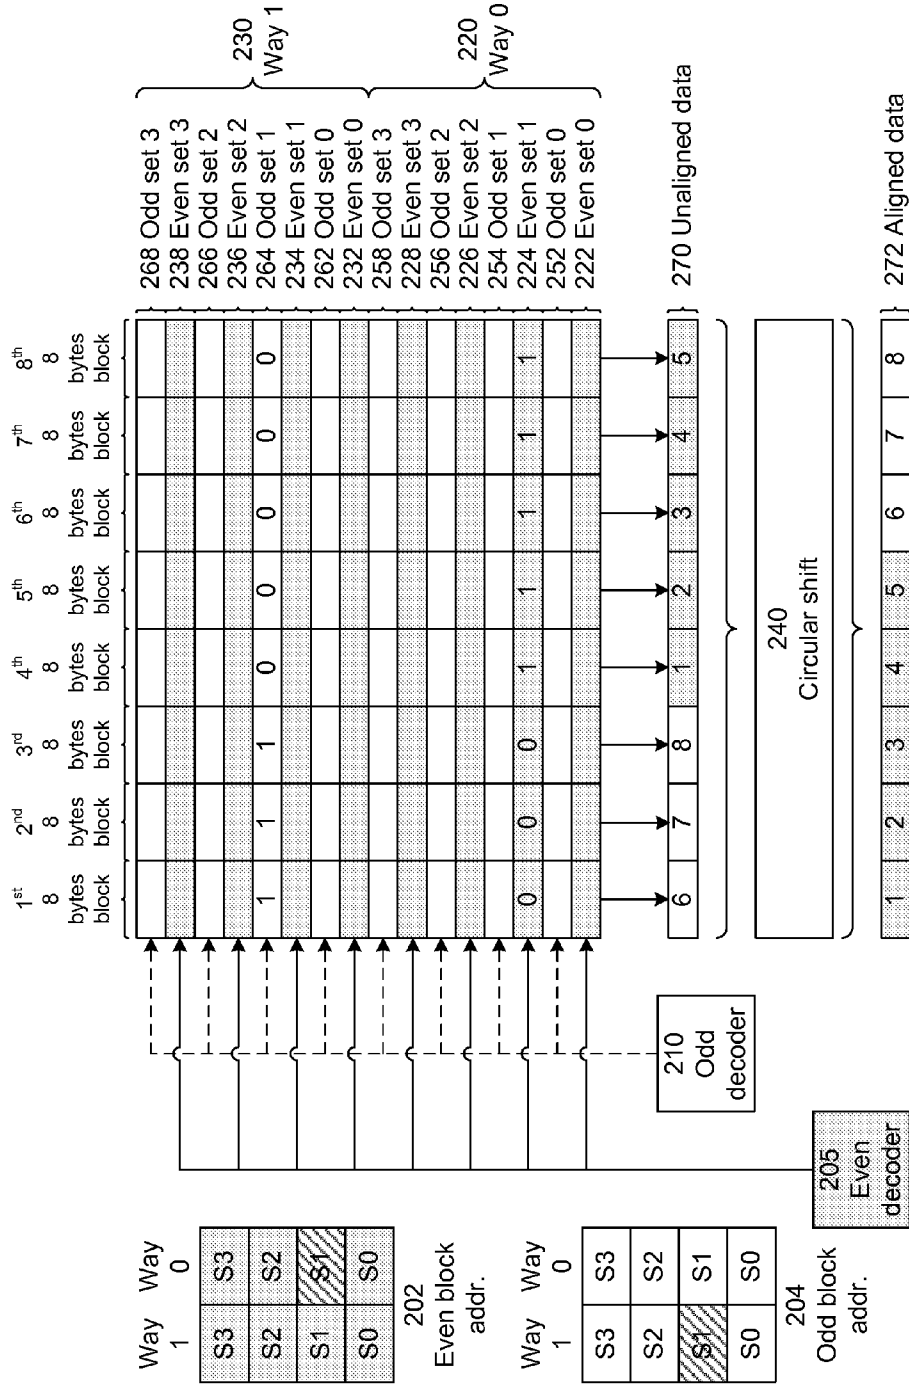 1st 2nd 3rd 4th 5th 6th 7th 8th
8 8 8 8 8 8 8 8
bytes bytes bytes bytes bytes bytes bytes bytes
block block block block block block block block
268 Odd set 3
238 Even set 3
266 Odd set 2
236 Even set 2
1 1 1 0 0 0 0 0 264 Odd set 1
234 Even set 1
262 Odd set 0
232 Even set 0
258 Odd set 3
228 Even set 3
256 Odd set 2
226 Even set 2
254 Odd set 1
0 0 0 1 1 1 1 1 224 Even set 1
252 Odd set 0
222 Even set 0
230
Way 1
220
Way 0
6 7 8 1 2 3 4 5 270 Unaligned data
240
Circular shift
1 2 3 4 5 6 7 8 272 Aligned data
210
Odd
decoder
205
Even
decoder
Way Way
1 0
S3 S3
S2 S2
S1 S1
S0 S0
202
Even block
addr.
Way Way
1 0
S3 S3
S2 S2
S1 S1
S0 S0
204
Odd block
addr.